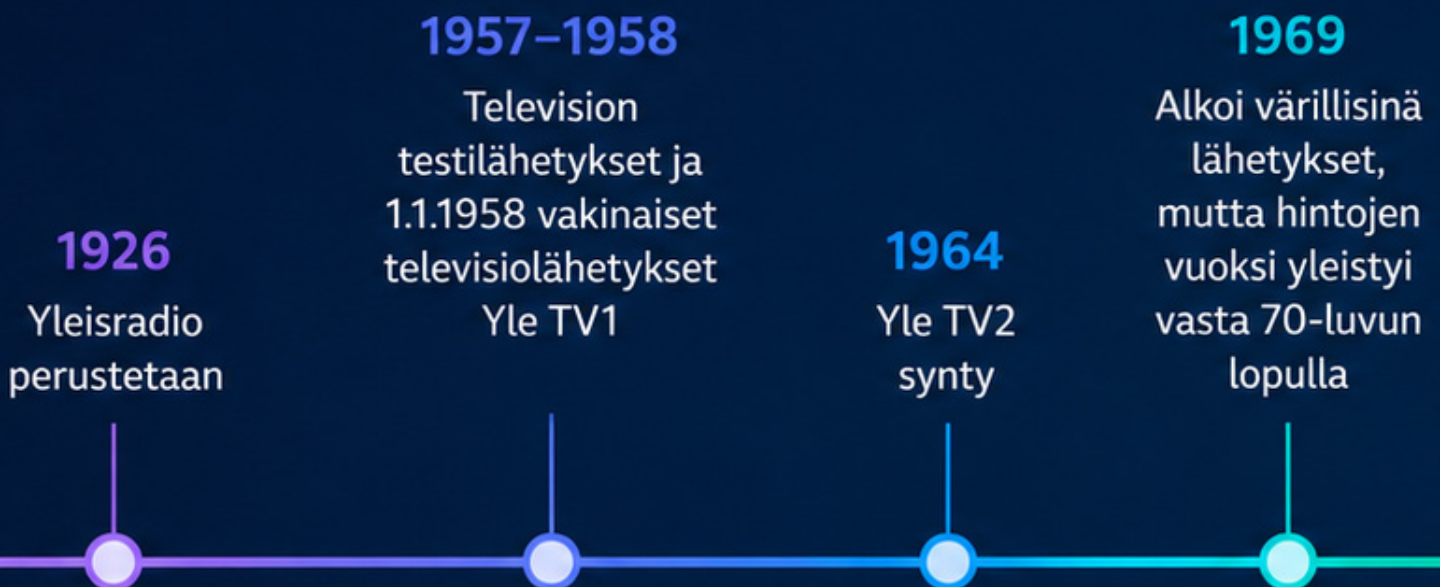 1926
Yleisradio
perustetaan
1957–1958
Television
testilähetykset ja
1.1.1958 vakinaiset
televisiolähetykset
Yle TV1
1964
Yle TV2
synty
1969
Alkoi värillisinä
lähetykset,
mutta hintojen
vuoksi yleistyi
vasta 70-luvun
lopulla